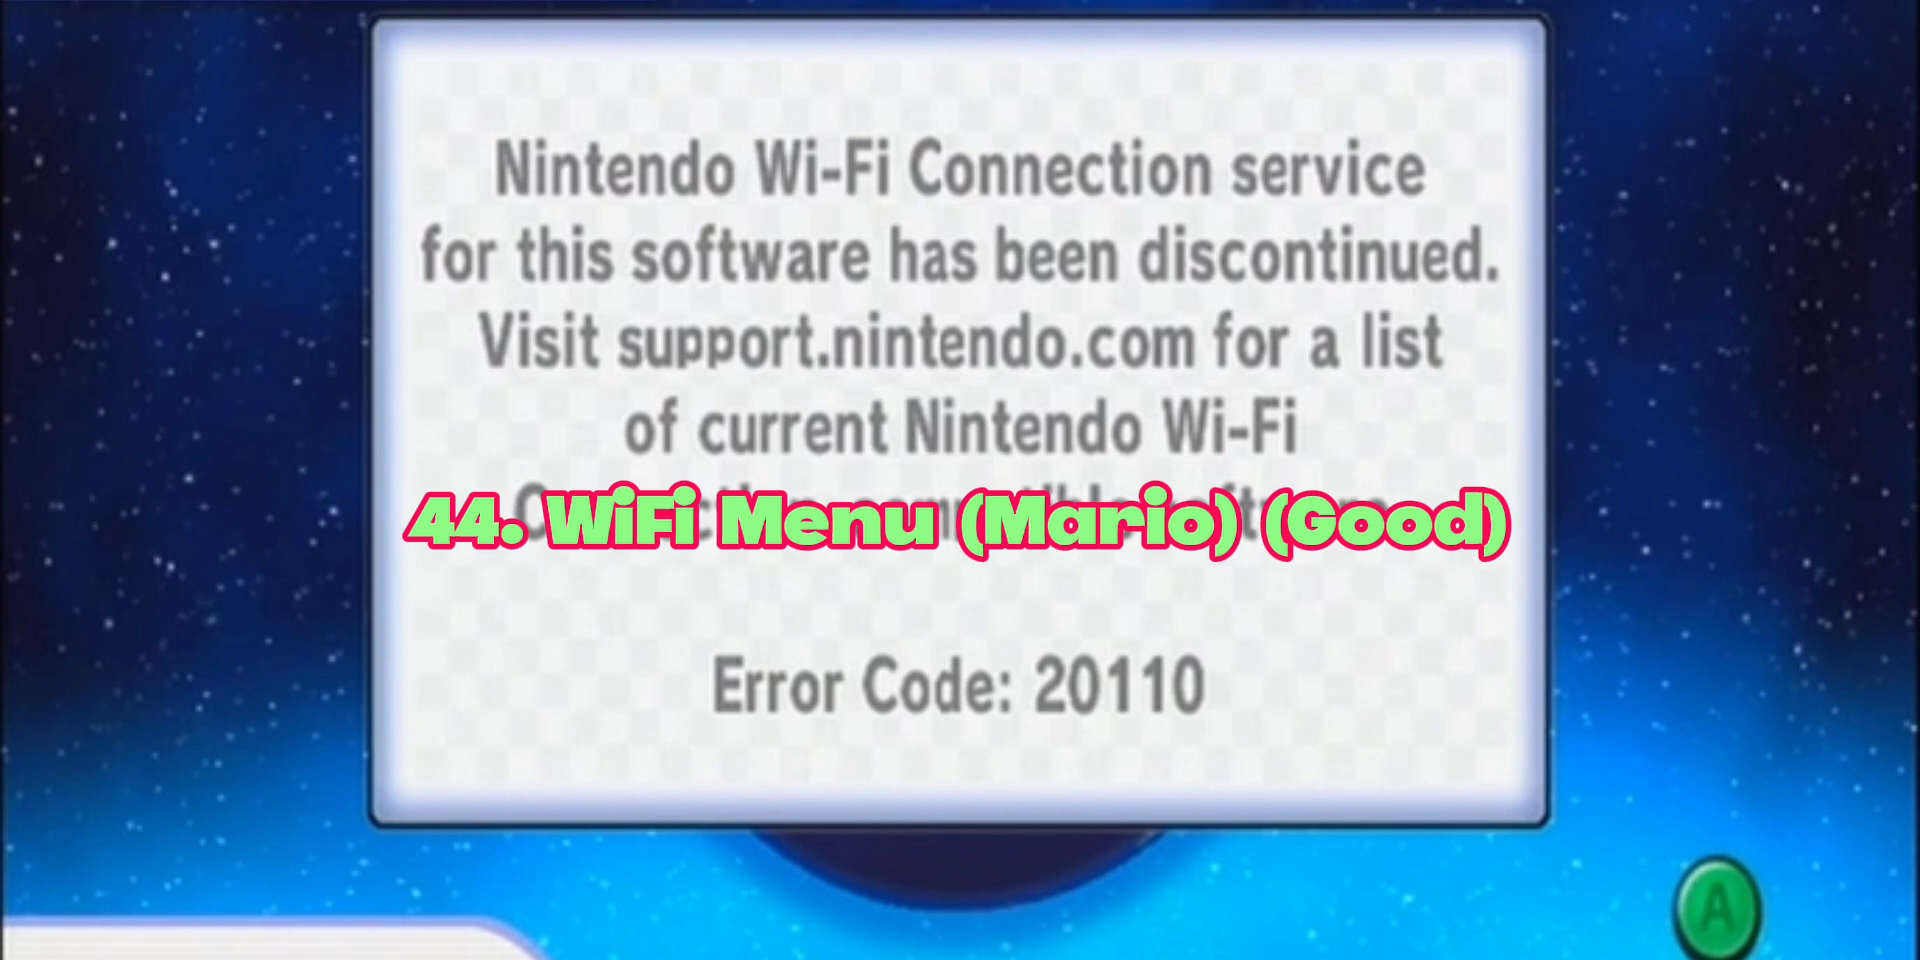 Nintendo Wi-Fi Connection service
for this software has been discontinued.
Visit support.nintendo.com for a list
of current Nintendo Wi-Fi
44. WiFi Menu (Mario) (Good)
Error Code: 20110
A